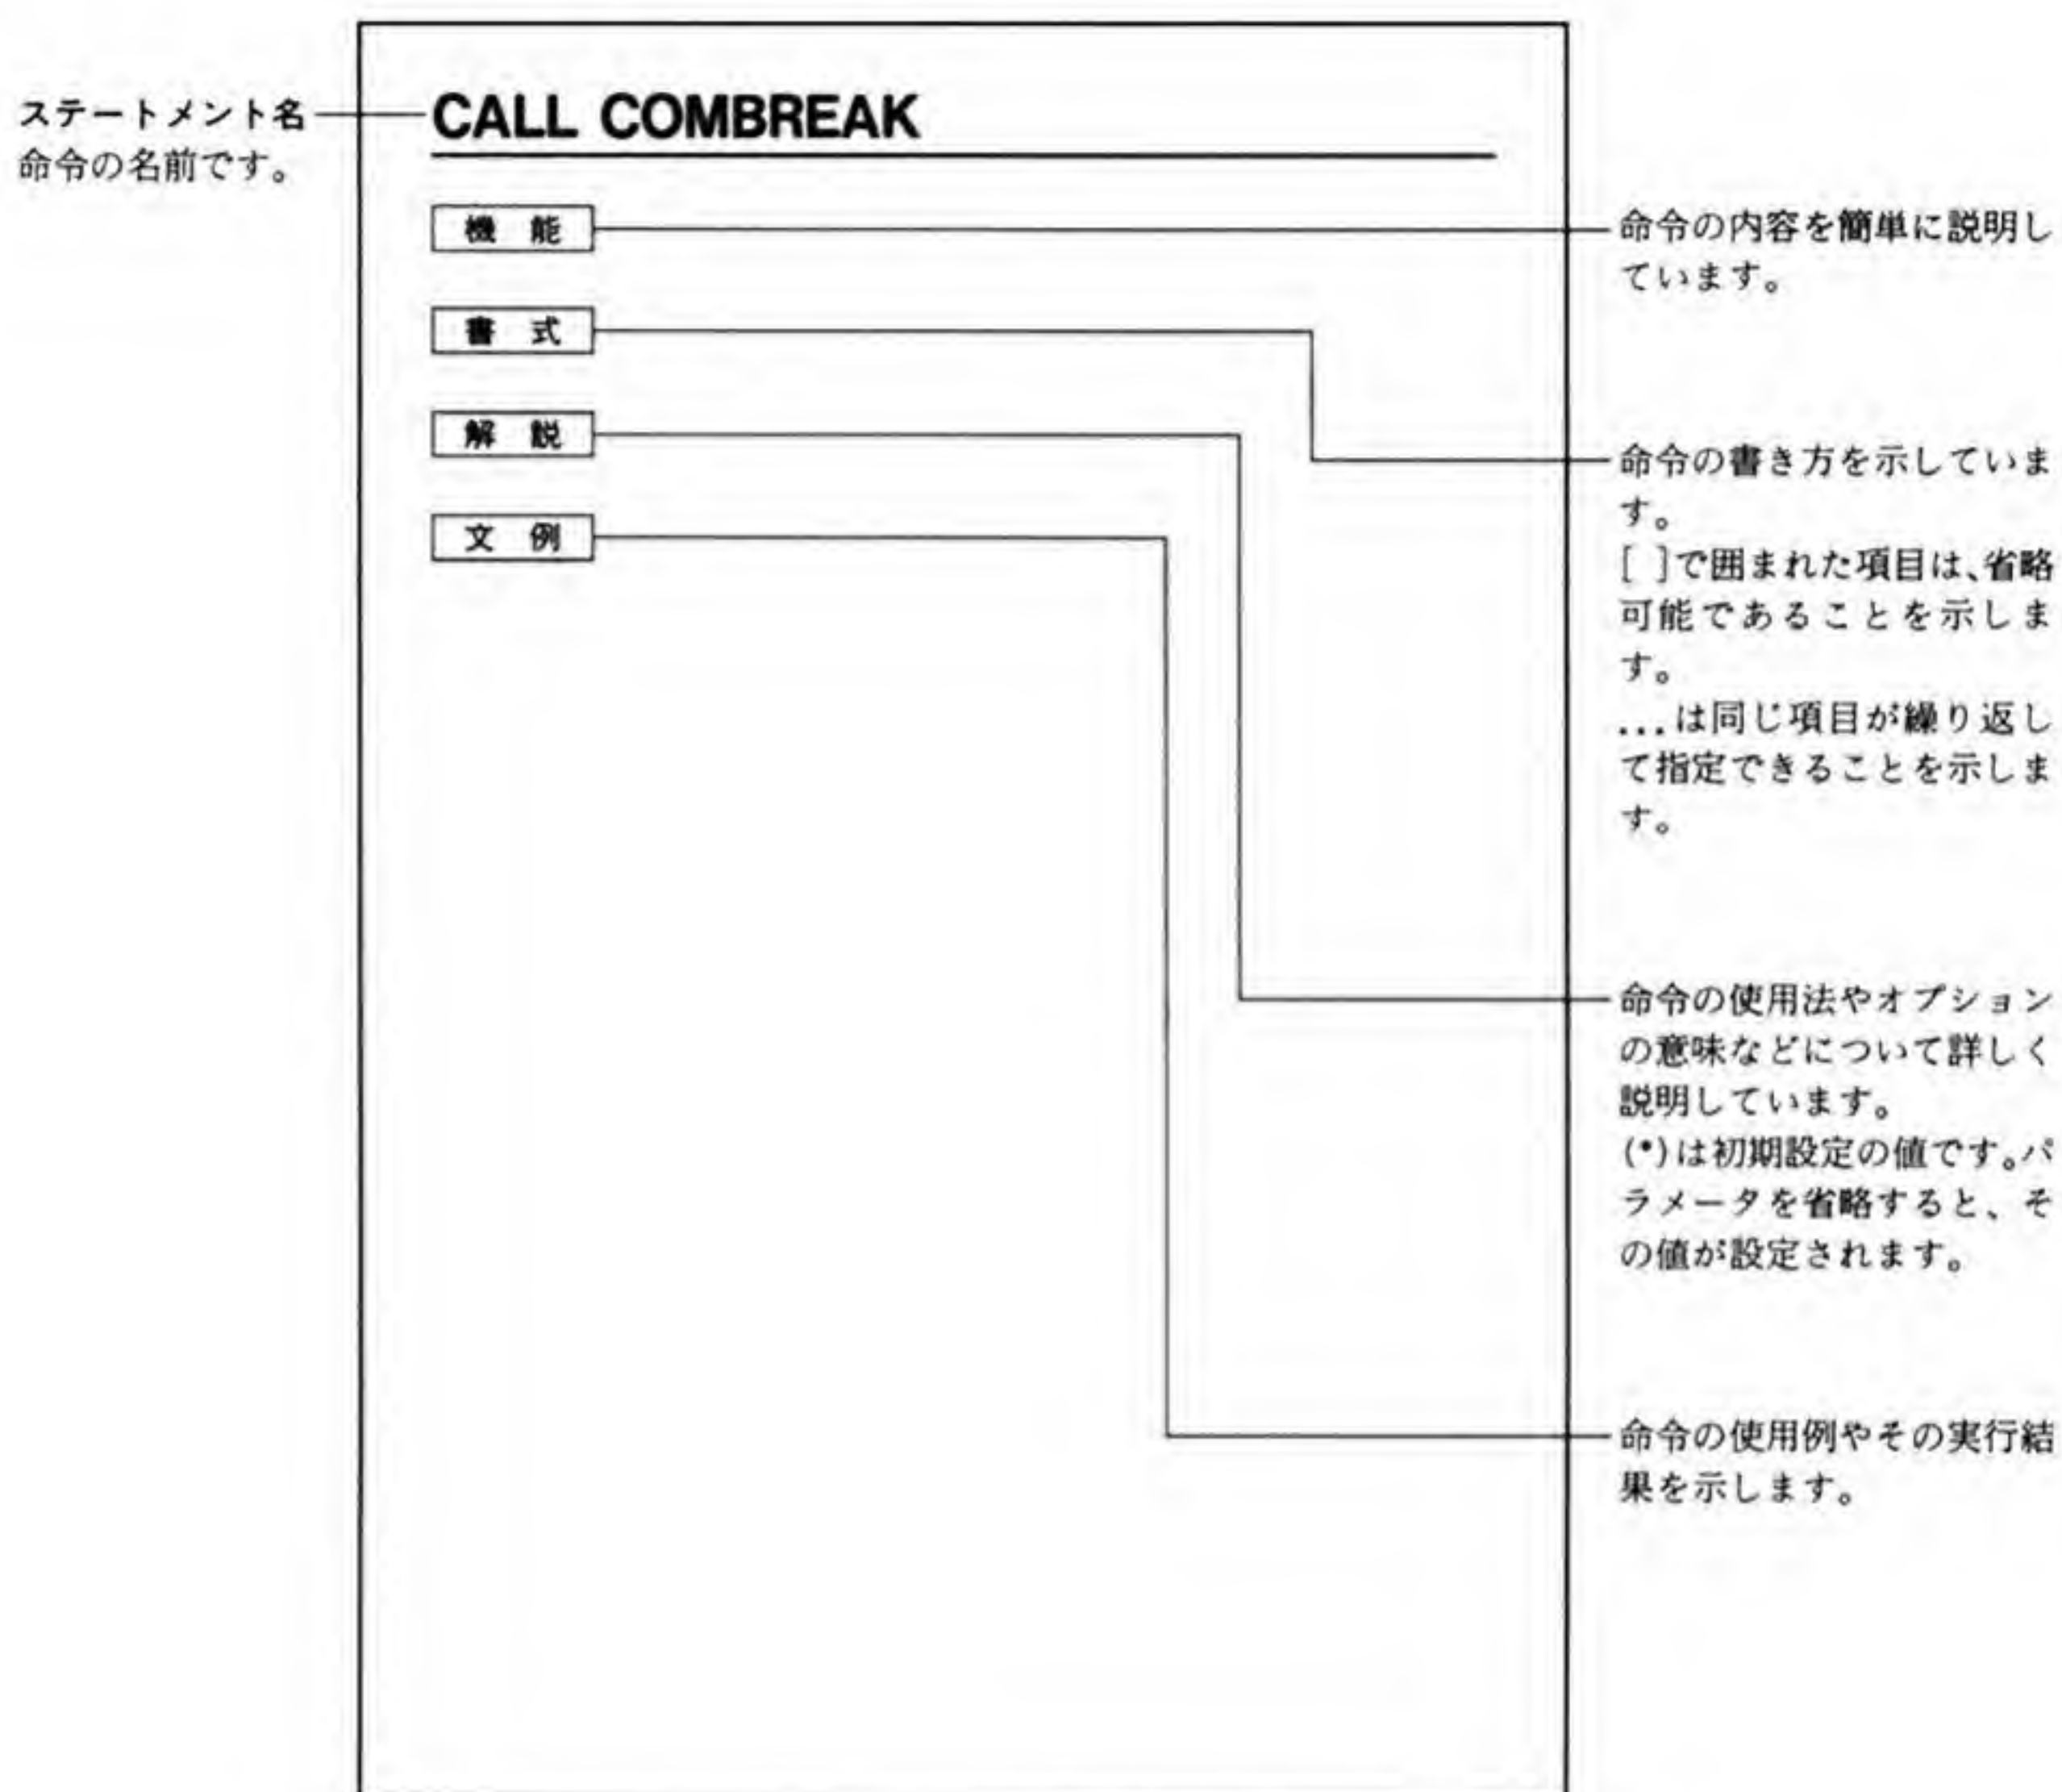 ステートメント名
命令の名前です。
CALL COMBREAK
機 能
書 式
解 説
文 例
命令の内容を簡単に説明し
ています。
命令の書き方を示していま
す。
[ ]で囲まれた項目は、省略
可能であることを示しま
す。
...は同じ項目が繰り返し
て指定できることを示しま
す。
命令の使用法やオプション
の意味などについて詳しく
説明しています。
(*)は初期設定の値です。パ
ラメータを省略すると、そ
の値が設定されます。
命令の使用例やその実行結
果を示します。